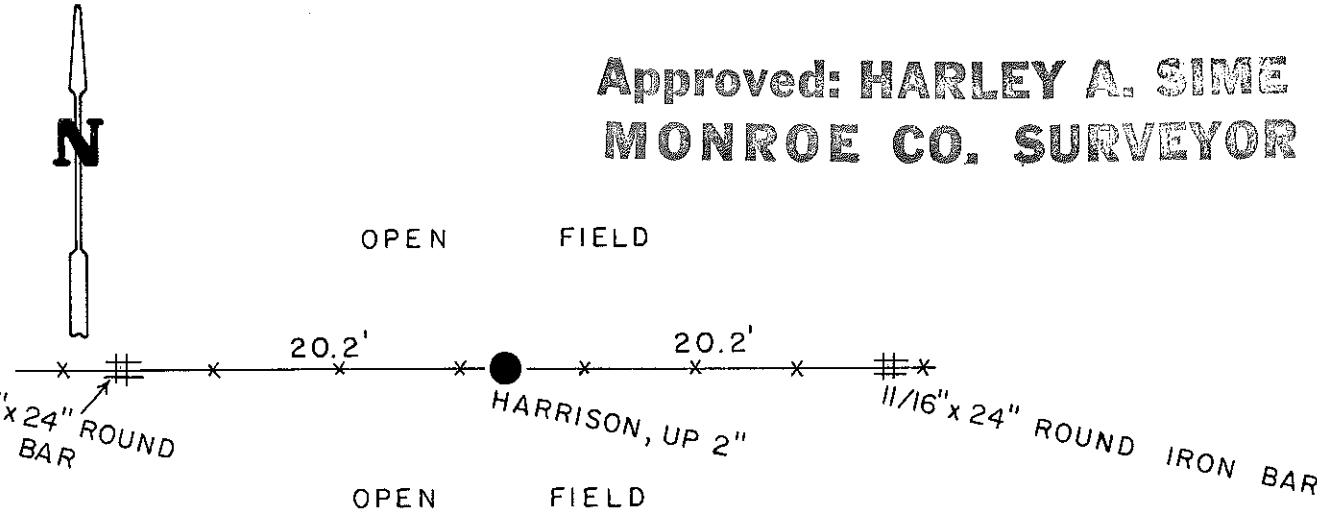 Approved: HARLEY A. SIME
MONROE CO. SURVEYOR
N
OPEN FIELD
20.2'
20.2'
"x 24" ROUND
BAR
HARRISON, UP 2"
11/16"x 24" ROUND IRON BAR
OPEN FIELD